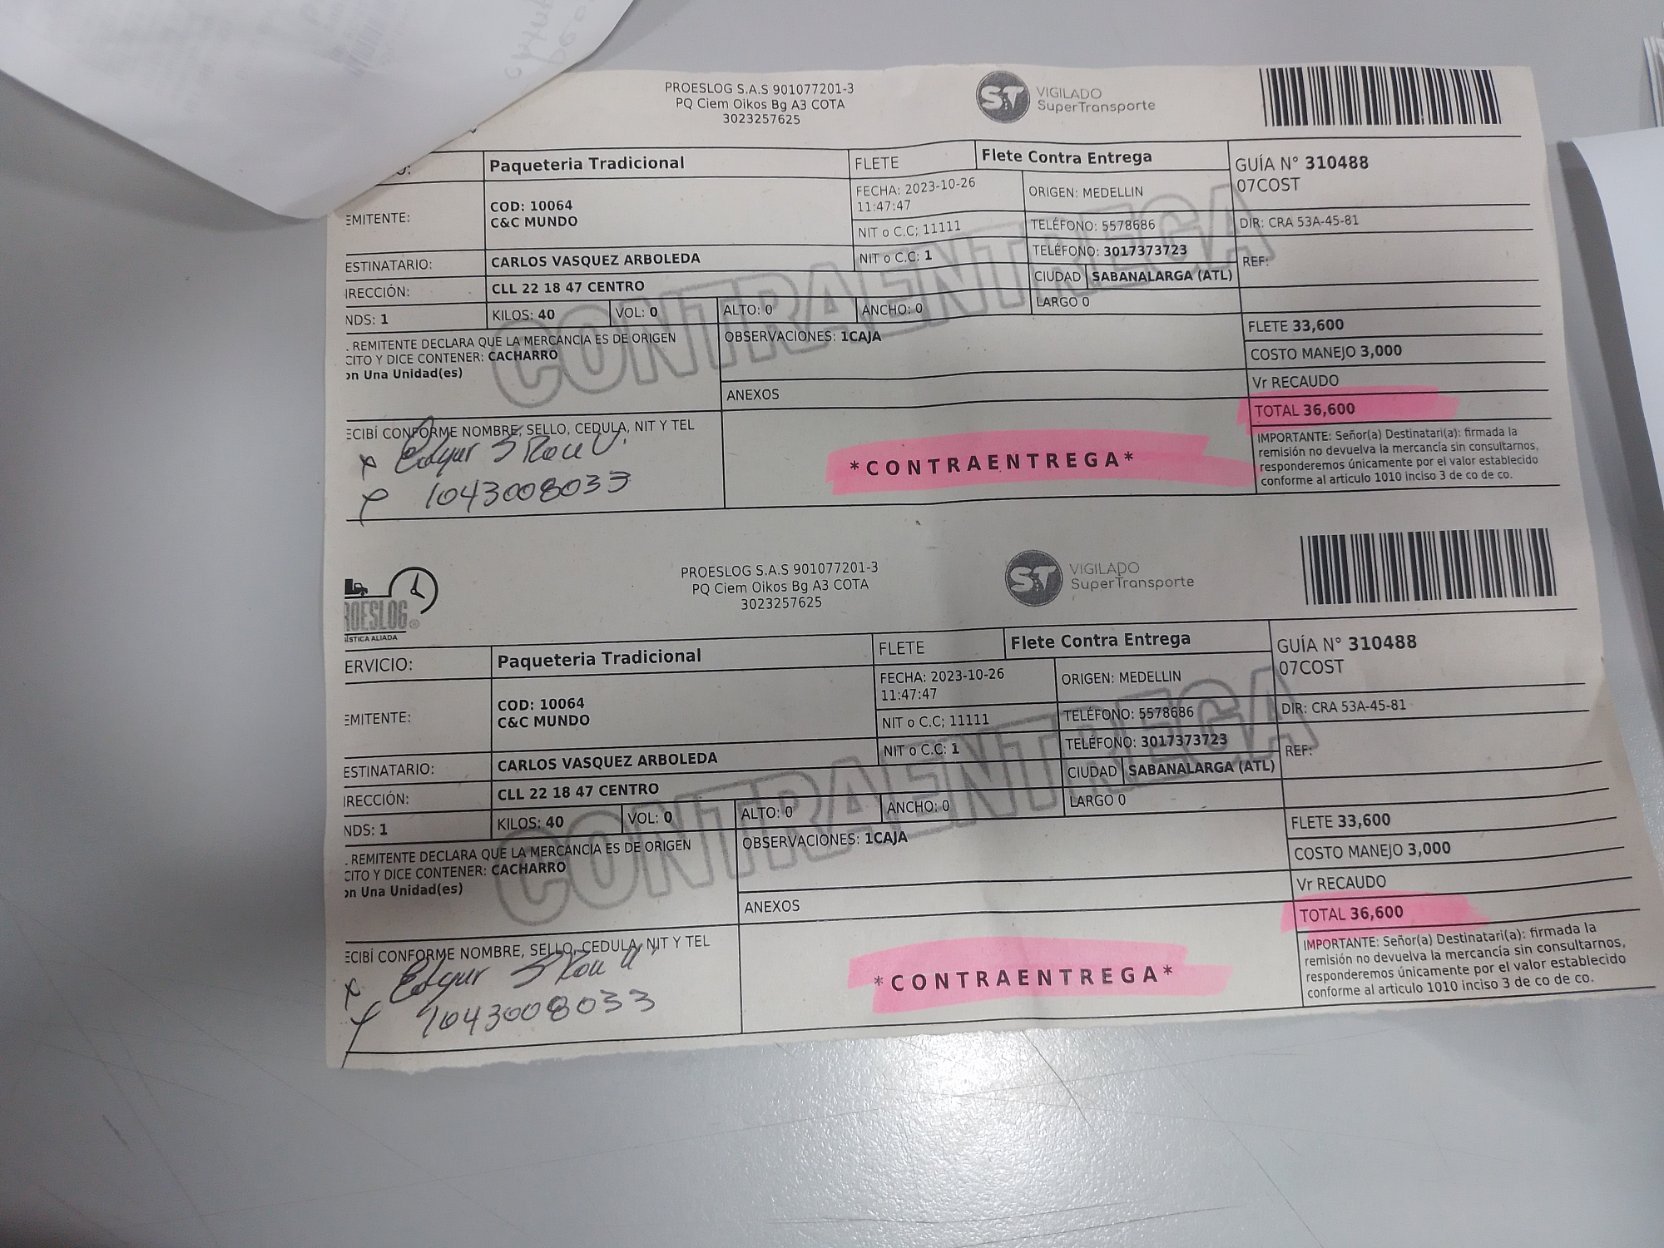 PROESLOG S.A.S 901077201-3
PQ Ciem Oikos Bg A3 COTA
3023257625
VIGILADO
SuperTransporte
O: Paqueteria Tradicional FLETE Flete Contra Entrega GUÍA N° 310488
07COST
EMITENTE: COD: 10064
C&C MUNDO
FECHA: 2023-10-26
11:47:47
ORIGEN: MEDELLIN
NIT o C.C; 11111 TELÉFONO: 5578686 DIR: CRA 53A-45-81
ESTINATARIO: CARLOS VASQUEZ ARBOLEDA NIT o C.C: 1 TELÉFONO: 3017373723 REF:
IRECCIÓN: CLL 22 18 47 CENTRO CIUDAD SABANALARGA (ATL)
NDS: 1 KILOS: 40 VOL: 0 ALTO: 0 ANCHO: 0 LARGO 0
. REMITENTE DECLARA QUE LA MERCANCIA ES DE ORIGEN
CITO Y DICE CONTENER: CACHARRO
on Una Unidad(es)
OBSERVACIONES: 1CAJA
ANEXOS
FLETE 33,600
COSTO MANEJO 3,000
Vr RECAUDO
TOTAL 36,600
CONTRAENTREGA
ECIBÍ CONFORME NOMBRE, SELLO, CEDULA, NIT Y TEL
x Edgar
1043008033
*CONTRAENTREGA*
IMPORTANTE: Señor(a) Destinatari(a): firmada la
remisión no devuelva la mercancía sin consultarnos,
responderemos únicamente por el valor establecido
conforme al articulo 1010 inciso 3 de co de co.
ROESLOG
ÍSTICA ALIADA
PROESLOG S.A.S 901077201-3
PQ Ciem Oikos Bg A3 COTA
3023257625
VIGILADO
SuperTransporte
ERVICIO: Paqueteria Tradicional FLETE Flete Contra Entrega GUÍA N° 310488
07COST
EMITENTE: COD: 10064
C&C MUNDO
FECHA: 2023-10-26
11:47:47
ORIGEN: MEDELLIN
NIT o C.C; 11111 TELÉFONO: 5578686 DIR: CRA 53A-45-81
ESTINATARIO: CARLOS VASQUEZ ARBOLEDA NIT o C.C: 1 TELÉFONO: 3017373723 REF:
IRECCIÓN: CLL 22 18 47 CENTRO CIUDAD SABANALARGA (ATL)
NDS: 1 KILOS: 40 VOL: 0 ALTO: 0 ANCHO: 0 LARGO 0
. REMITENTE DECLARA QUE LA MERCANCIA ES DE ORIGEN
CITO Y DICE CONTENER: CACHARRO
on Una Unidad(es)
OBSERVACIONES: 1CAJA
ANEXOS
FLETE 33,600
COSTO MANEJO 3,000
Vr RECAUDO
TOTAL 36,600
CONTRAENTREGA
ECIBÍ CONFORME NOMBRE, SELLO, CEDULA, NIT Y TEL
x Edgar
1043008033
*CONTRAENTREGA*
IMPORTANTE: Señor(a) Destinatari(a): firmada la
remisión no devuelva la mercancía sin consultarnos,
responderemos únicamente por el valor establecido
conforme al articulo 1010 inciso 3 de co de co.